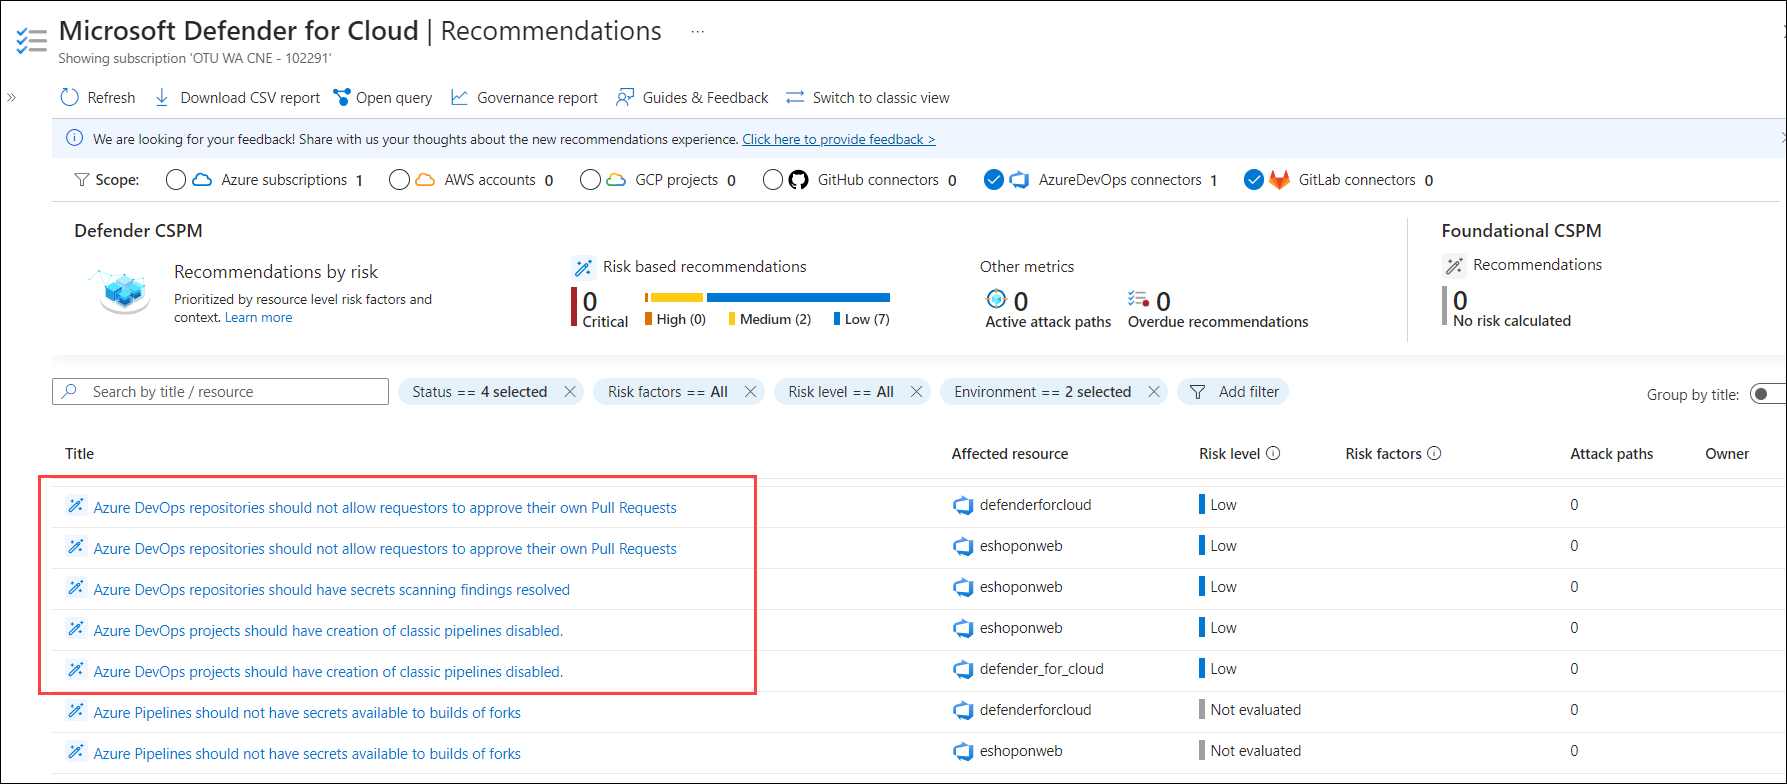 Microsoft Defender for Cloud | Recommendations ...
Showing subscription 'OTU WA CNE - 102291'
Refresh Download CSV report Open query Governance report Guides & Feedback Switch to classic view
We are looking for your feedback! Share with us your thoughts about the new recommendations experience. Click here to provide feedback >
Scope: Azure subscriptions 1 AWS accounts 0 GCP projects 0 GitHub connectors 0 AzureDevOps connectors 1 GitLab connectors 0
Defender CSPM
Recommendations by risk
Prioritized by resource level risk factors and
context. Learn more
Risk based recommendations
0
Critical
High (0) Medium (2) Low (7)
Other metrics
0
Active attack paths
0
Overdue recommendations
Foundational CSPM
Recommendations
0
No risk calculated
Search by title / resource Status == 4 selected Risk factors == All Risk level == All Environment == 2 selected Add filter
Group by title:
Title Affected resource Risk level Risk factors Attack paths Owner
Azure DevOps repositories should not allow requestors to approve their own Pull Requests defenderforcloud Low 0
Azure DevOps repositories should not allow requestors to approve their own Pull Requests eshoponweb Low 0
Azure DevOps repositories should have secrets scanning findings resolved eshoponweb Low 0
Azure DevOps projects should have creation of classic pipelines disabled. eshoponweb Low 0
Azure DevOps projects should have creation of classic pipelines disabled. defender_for_cloud Low 0
Azure Pipelines should not have secrets available to builds of forks defenderforcloud Not evaluated 0
Azure Pipelines should not have secrets available to builds of forks eshoponweb Not evaluated 0